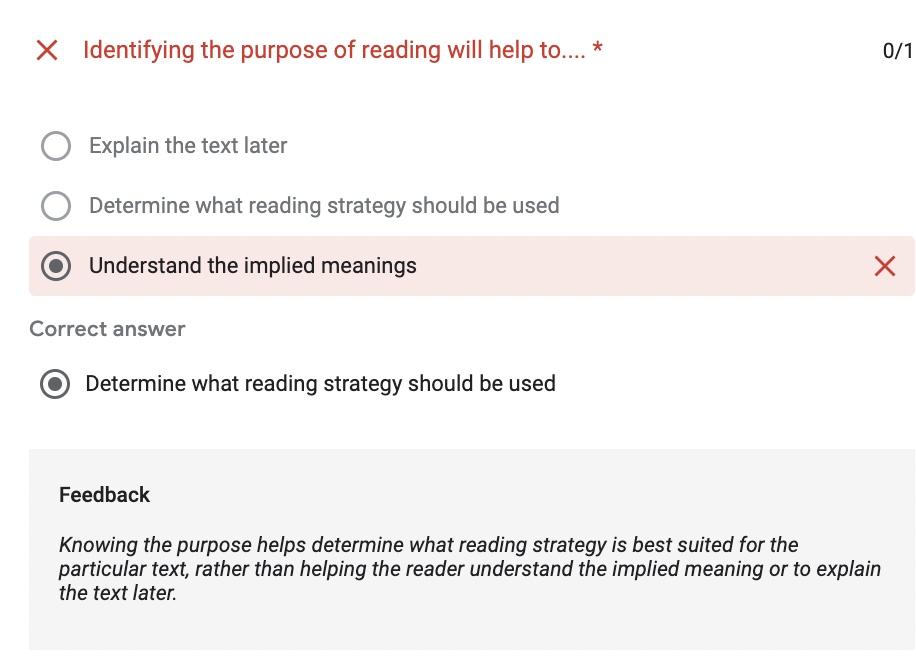 Identifying the purpose of reading will help to.... *
0/1
Explain the text later
Determine what reading strategy should be used
Understand the implied meanings
Correct answer
Determine what reading strategy should be used
Feedback
Knowing the purpose helps determine what reading strategy is best suited for the
particular text, rather than helping the reader understand the implied meaning or to explain
the text later.